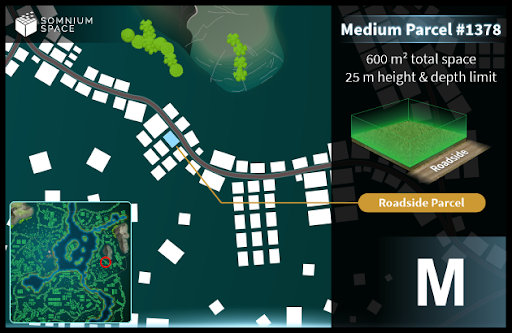 SOMNIUM
SPACE
Medium Parcel #1378
600 m² total space
25 m height & depth limit
Roadside
Roadside Parcel
M